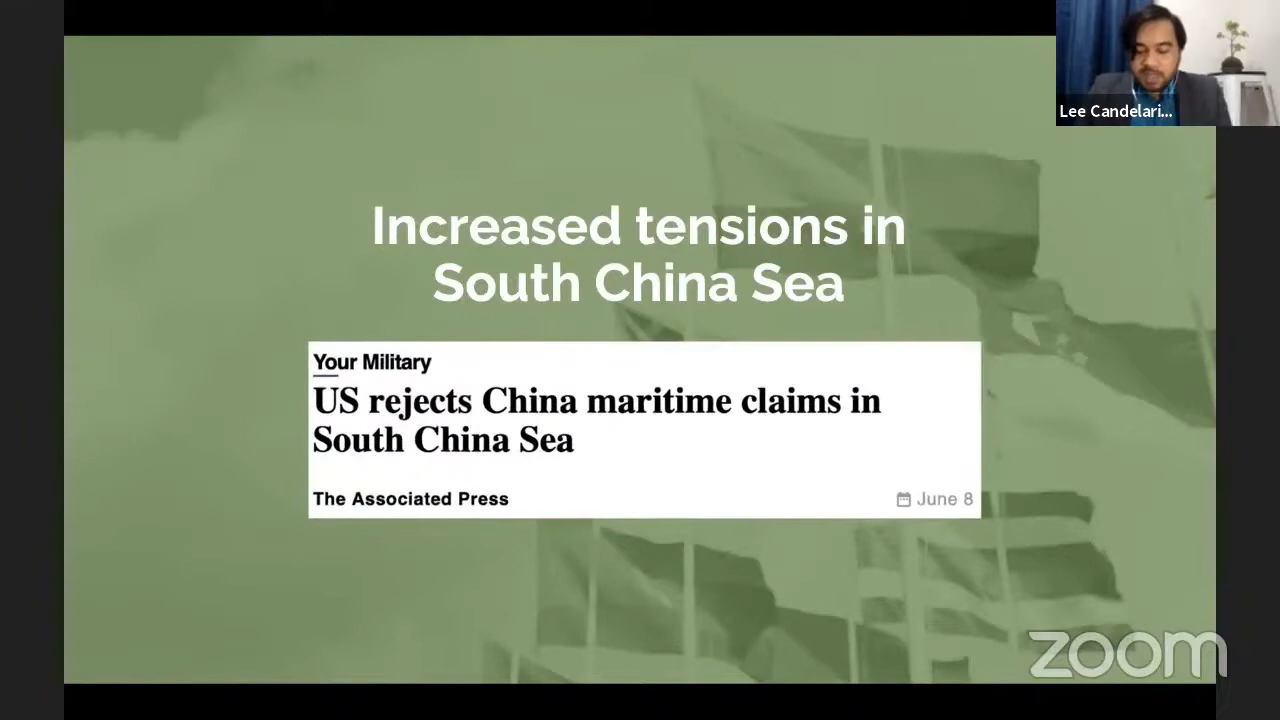 Lee Candelari...
Increased tensions in
South China Sea
Your Military
US rejects China maritime claims in
South China Sea
The Associated Press
June 8
zoom